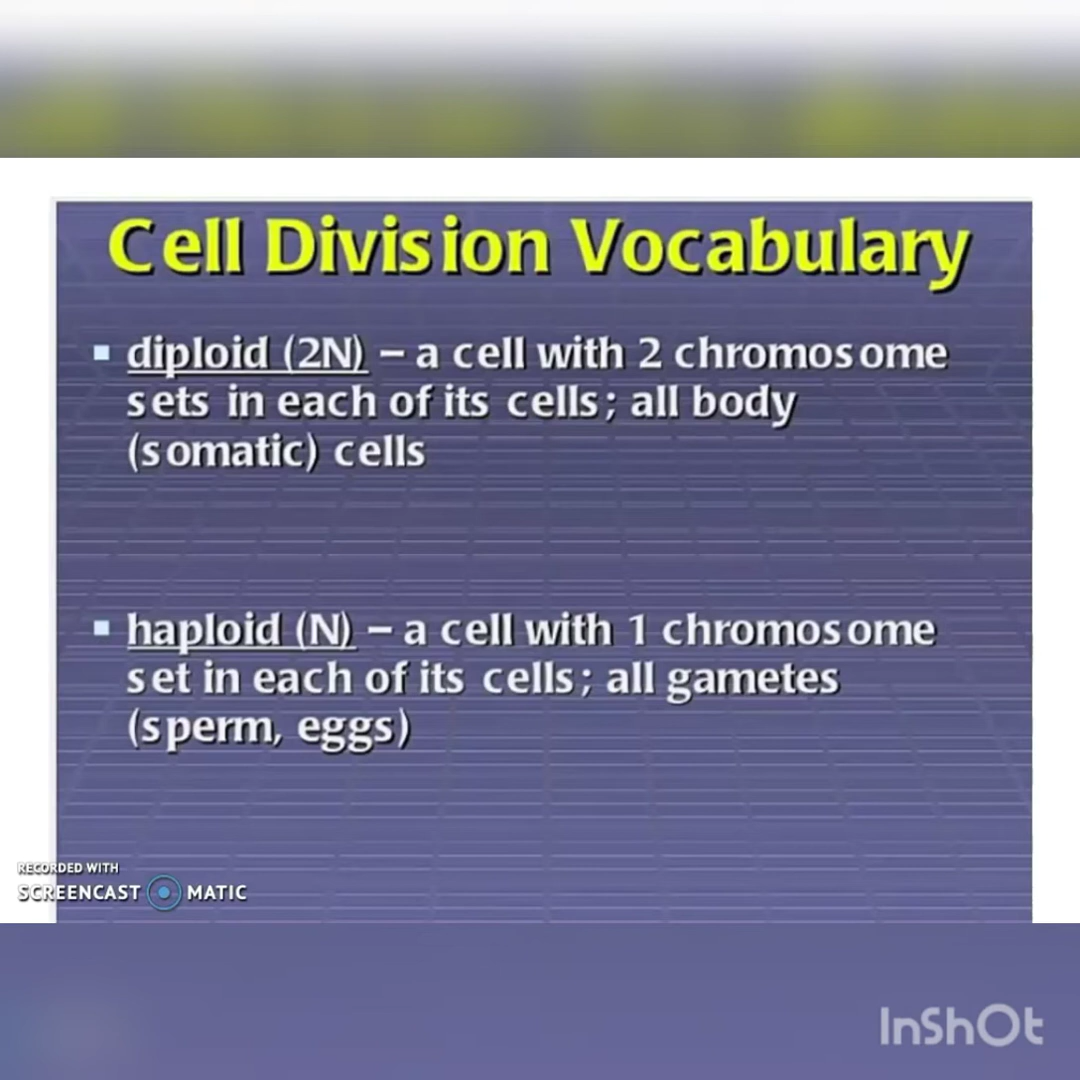 Cell Division Vocabulary
▪ diploid (2N) – a cell with 2 chromosome
sets in each of its cells; all body
(somatic) cells
▪ haploid (N) – a cell with 1 chromosome
set in each of its cells; all gametes
(sperm, eggs)
RECORDED WITH
SCREENCAST MATIC
InShOt